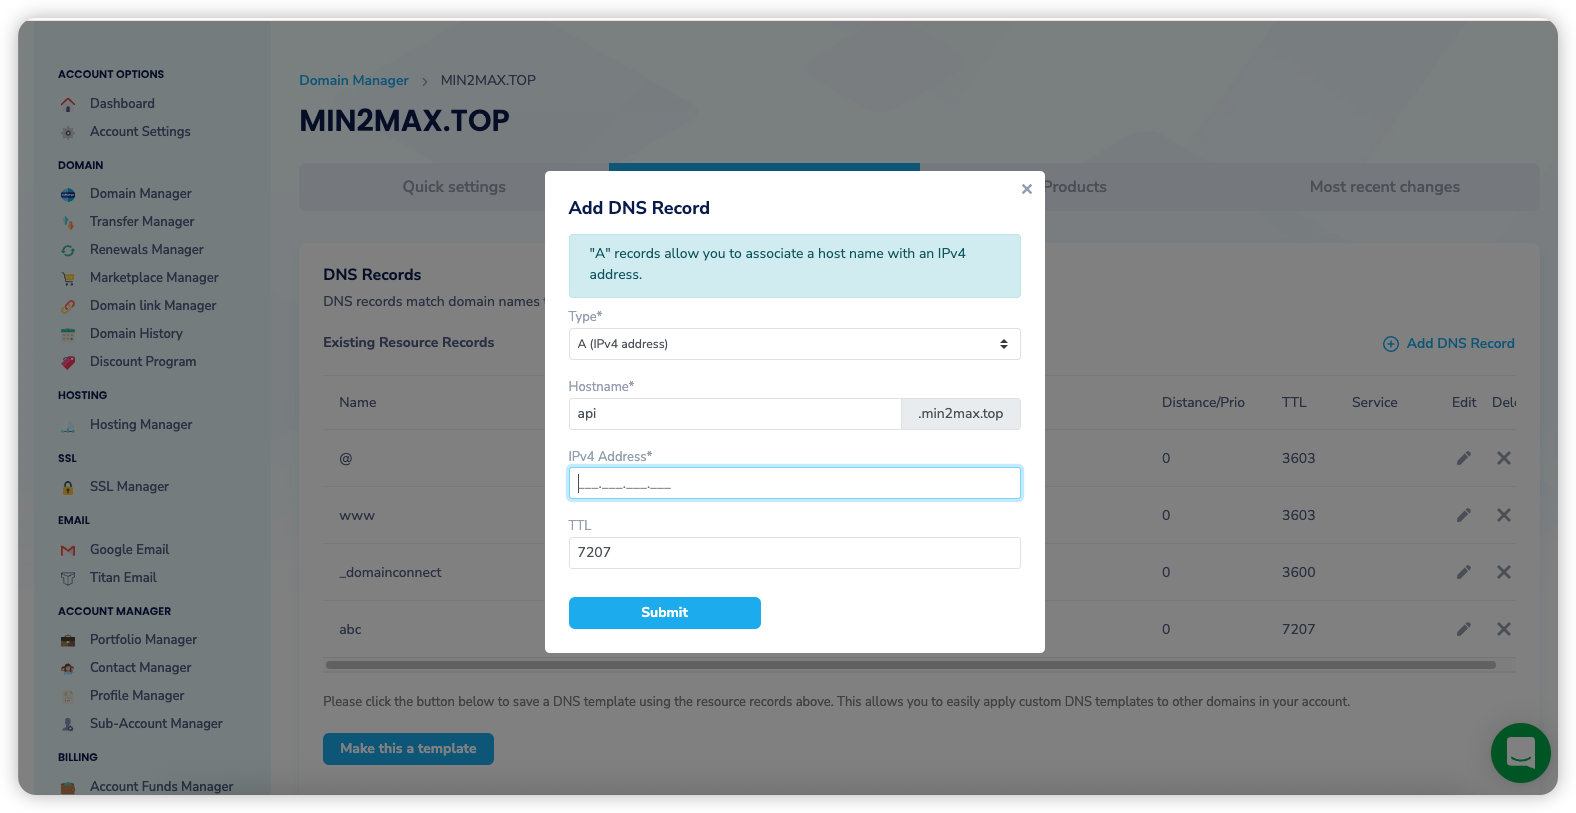 ACCOUNT OPTIONS
Dashboard
Account Settings
DOMAIN
Domain Manager
Transfer Manager
Renewals Manager
Marketplace Manager
Domain link Manager
Domain History
Discount Program
HOSTING
Hosting Manager
SSL
SSL Manager
EMAIL
Google Email
Titan Email
ACCOUNT MANAGER
Portfolio Manager
Contact Manager
Profile Manager
Sub-Account Manager
BILLING
Account Funds Manager
Domain Manager > MIN2MAX.TOP
MIN2MAX.TOP
Quick settings
Products
Most recent changes
DNS Records
DNS records match domain names
Existing Resource Records
Add DNS Record
Name Distance/Prio TTL Service Edit Dele
@ 0 3603
www 0 3603
_domainconnect 0 3600
abc 0 7207
Please click the button below to save a DNS template using the resource records above. This allows you to easily apply custom DNS templates to other domains in your account.
Make this a template
Add DNS Record
"A" records allow you to associate a host name with an IPv4
address.
Type*
A (IPv4 address)
Hostname*
api .min2max.top
IPv4 Address*
___.___.___.___
TTL
7207
Submit